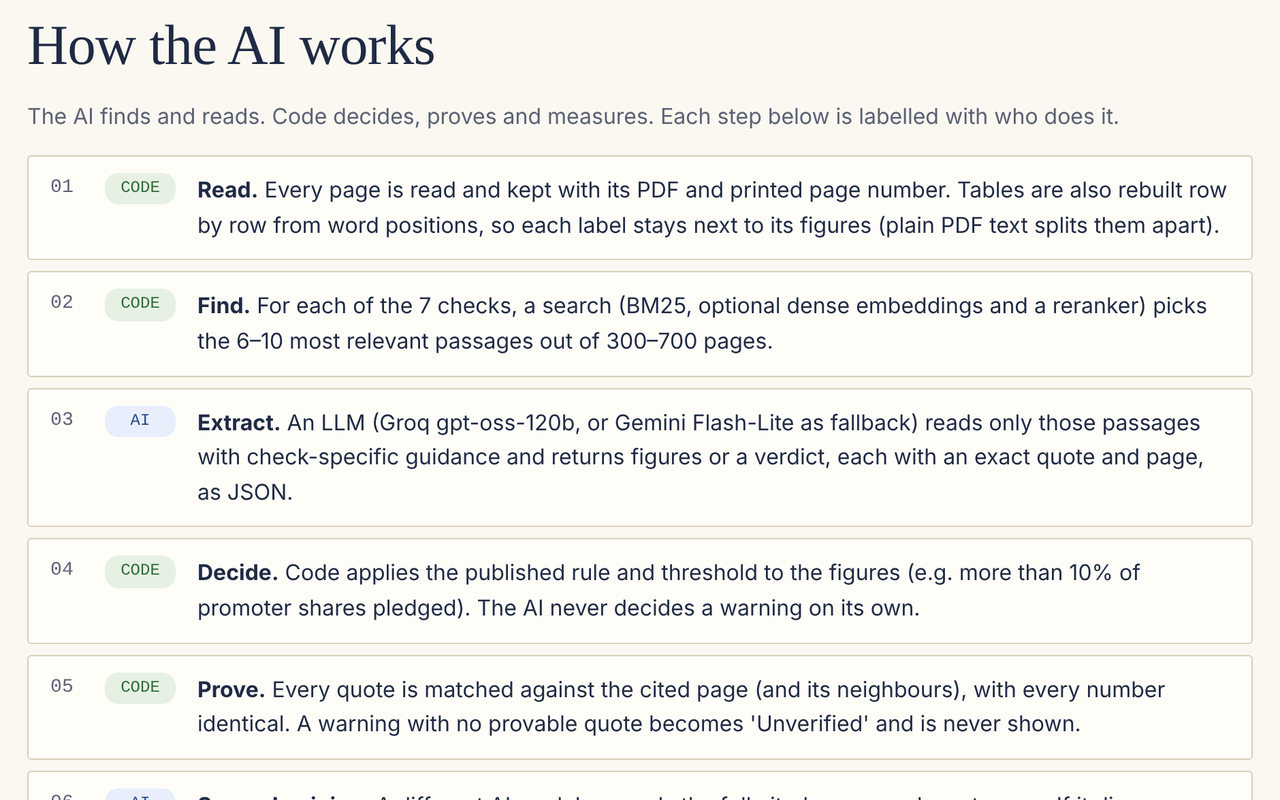 How the AI works
The AI finds and reads. Code decides, proves and measures. Each step below is labelled with who does it.
01 CODE Read. Every page is read and kept with its PDF and printed page number. Tables are also rebuilt row
by row from word positions, so each label stays next to its figures (plain PDF text splits them apart).
02 CODE Find. For each of the 7 checks, a search (BM25, optional dense embeddings and a reranker) picks
the 6–10 most relevant passages out of 300–700 pages.
03 AI Extract. An LLM (Groq gpt-oss-120b, or Gemini Flash-Lite as fallback) reads only those passages
with check-specific guidance and returns figures or a verdict, each with an exact quote and page,
as JSON.
04 CODE Decide. Code applies the published rule and threshold to the figures (e.g. more than 10% of
promoter shares pledged). The AI never decides a warning on its own.
05 CODE Prove. Every quote is matched against the cited page (and its neighbours), with every number
identical. A warning with no provable quote becomes 'Unverified' and is never shown.
06 AI